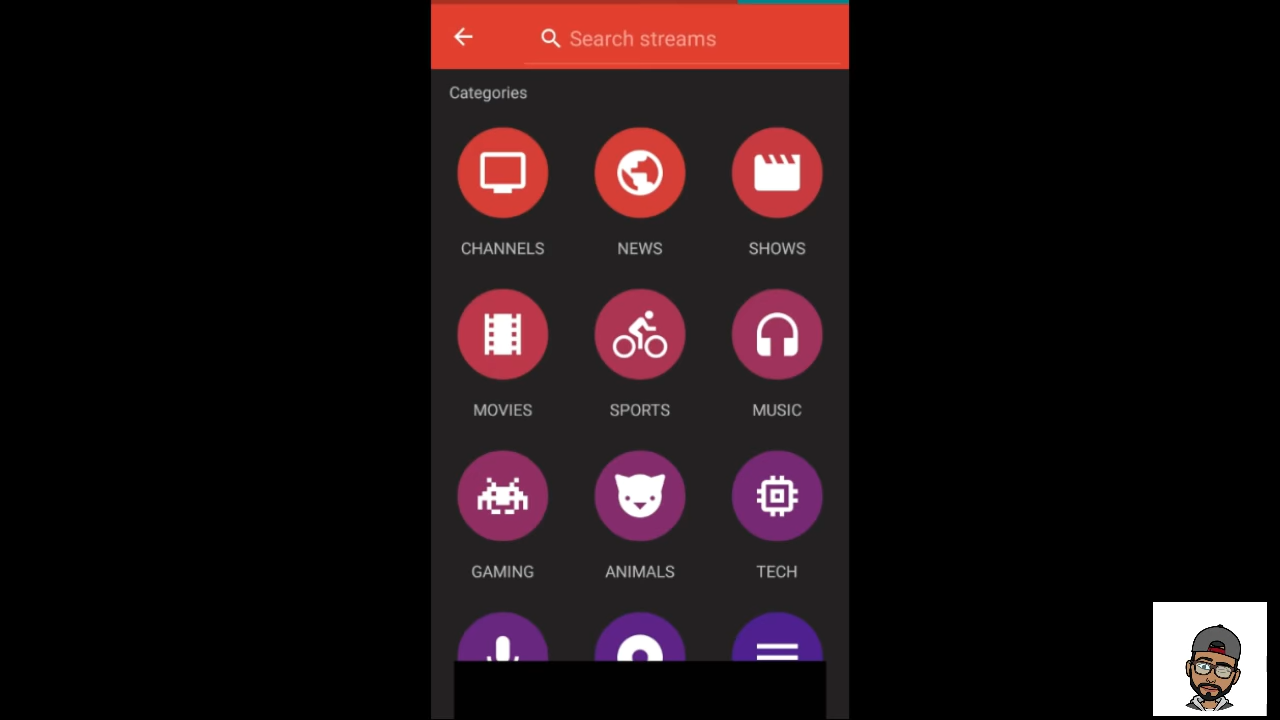 Search streams
Categories
CHANNELS
NEWS
SHOWS
MOVIES
SPORTS
MUSIC
GAMING
ANIMALS
TECH